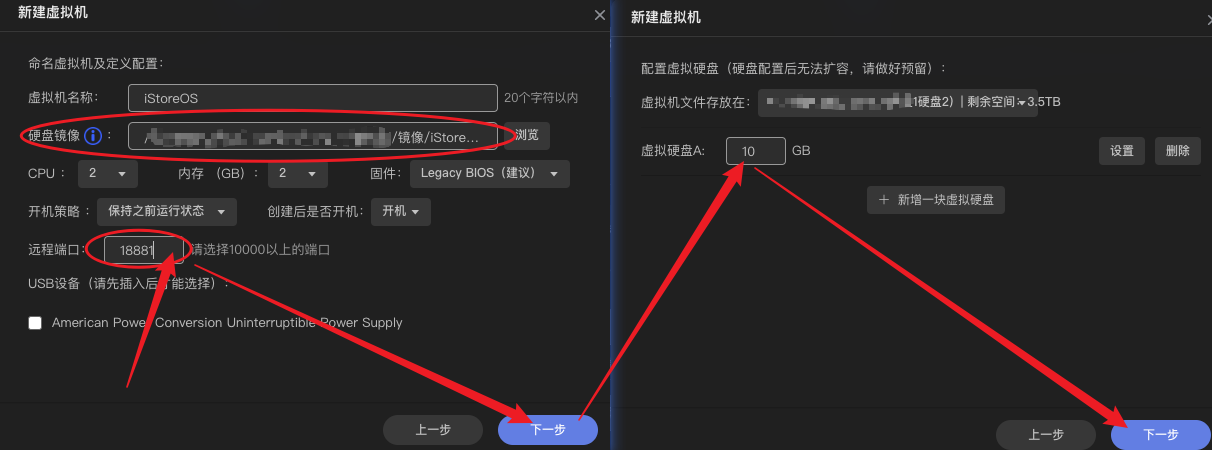 新建虚拟机
命名虚拟机及定义配置：
虚拟机名称： iStoreOS 20个字符以内
硬盘镜像 ： /镜像/iStore... 浏览
CPU： 2 内存 （GB）： 2 固件： Legacy BIOS（建议）
开机策略： 保持之前运行状态 创建后是否开机： 开机
远程端口： 18881 请选择10000以上的端口
USB设备（请先插入后才能选择）：
American Power Conversion Uninterruptible Power Supply
上一步 下一步
新建虚拟机
配置虚拟硬盘（硬盘配置后无法扩容，请做好预留）：
虚拟机文件存放在： 1硬盘2）| 剩余空间：3.5TB
虚拟硬盘A： 10 GB 设置 删除
＋ 新增一块虚拟硬盘
上一步 下一步